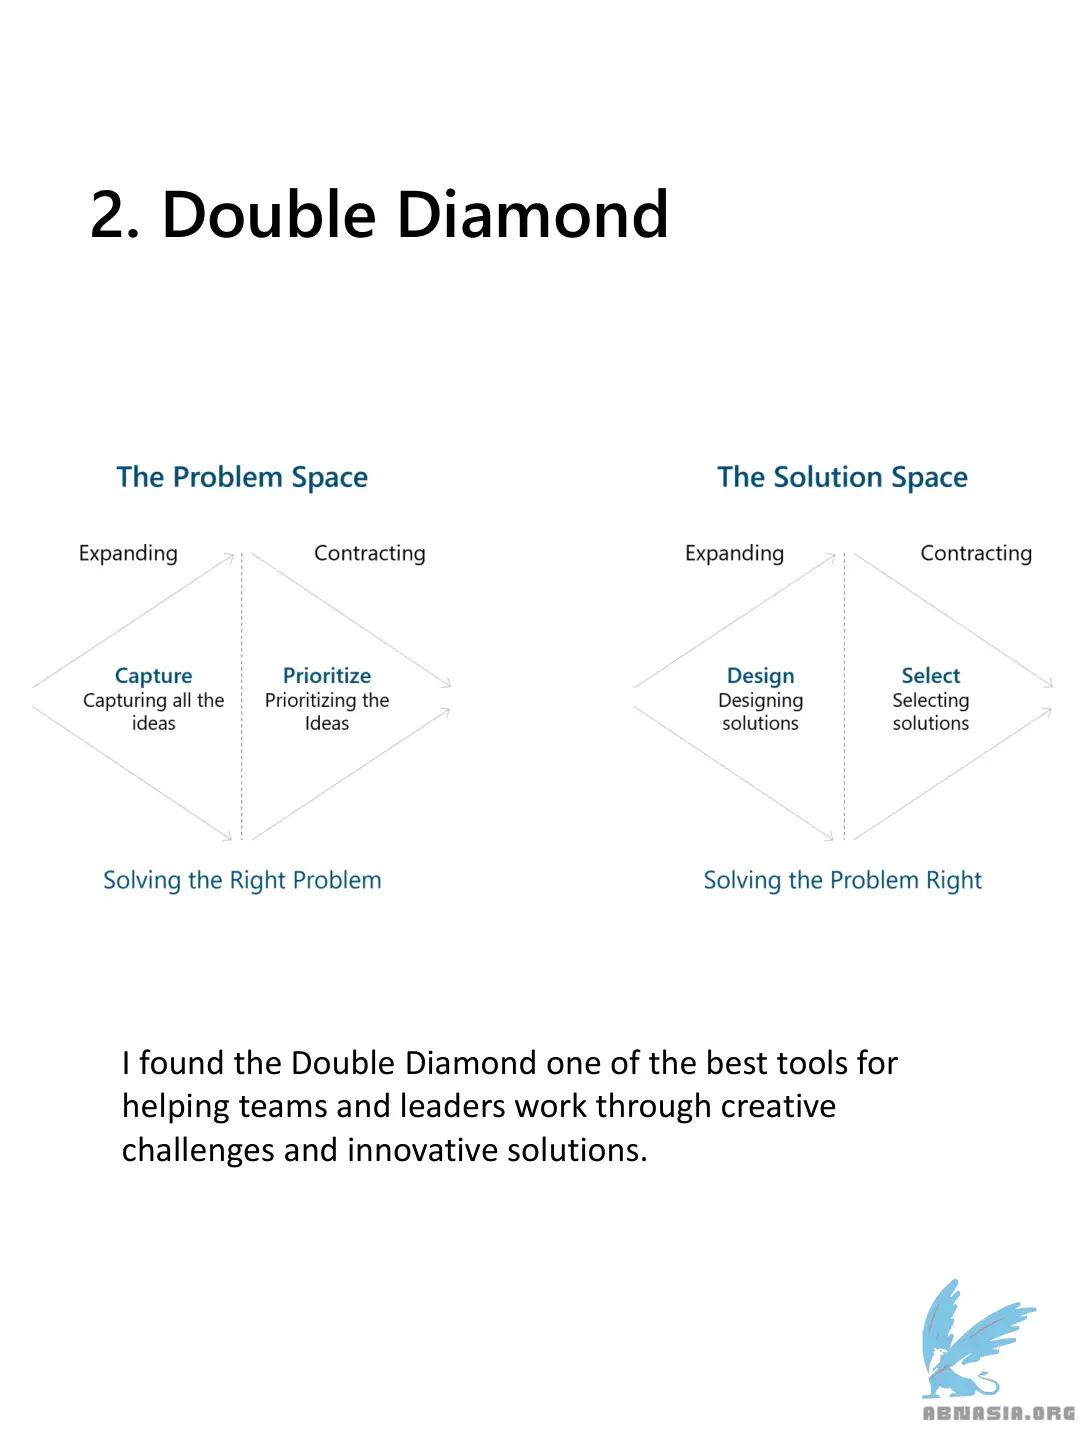 2. Double Diamond
The Problem Space
The Solution Space
Expanding
Contracting
Expanding
Contracting
Capture
Capturing all the
ideas
Prioritize
Prioritizing the
Ideas
Design
Designing
solutions
Select
Selecting
solutions
Solving the Right Problem
Solving the Problem Right
I found the Double Diamond one of the best tools for
helping teams and leaders work through creative
challenges and innovative solutions.
ABNASIA.ORG